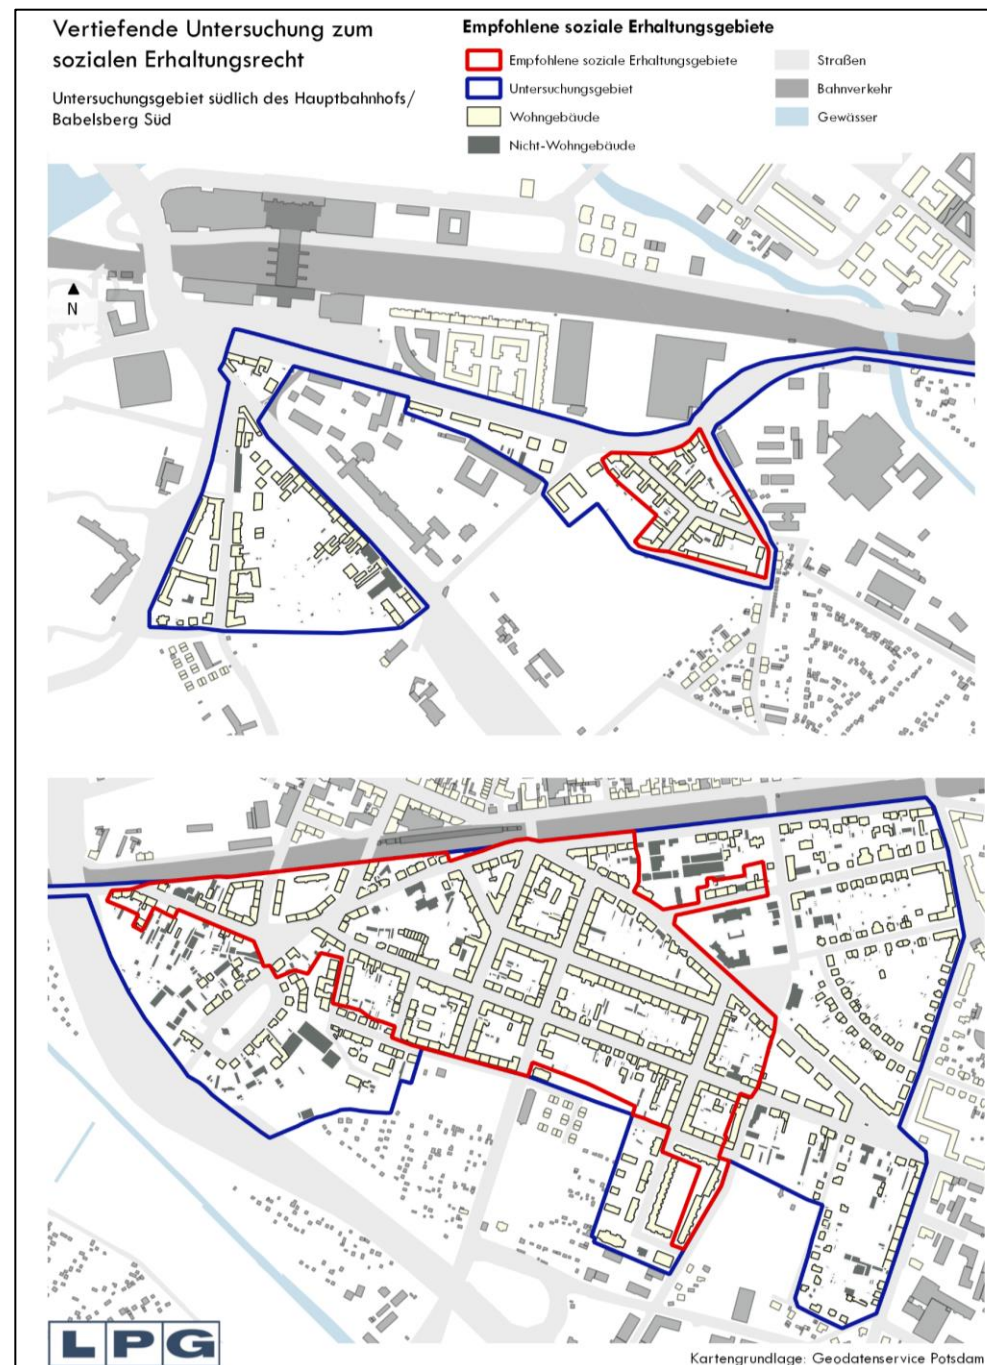 Vertiefende Untersuchung zum
sozialen Erhaltungsrecht
Untersuchungsgebiet südlich des Hauptbahnhofs/
Babelsberg Süd
Empfohlene soziale Erhaltungsgebiete
Empfohlene soziale Erhaltungsgebiete
Untersuchungsgebiet
Wohngebäude
Nicht-Wohngebäude
Straßen
Bahnverkehr
Gewässer
N
LPG
Kartengrundlage: Geodatenservice Potsdam